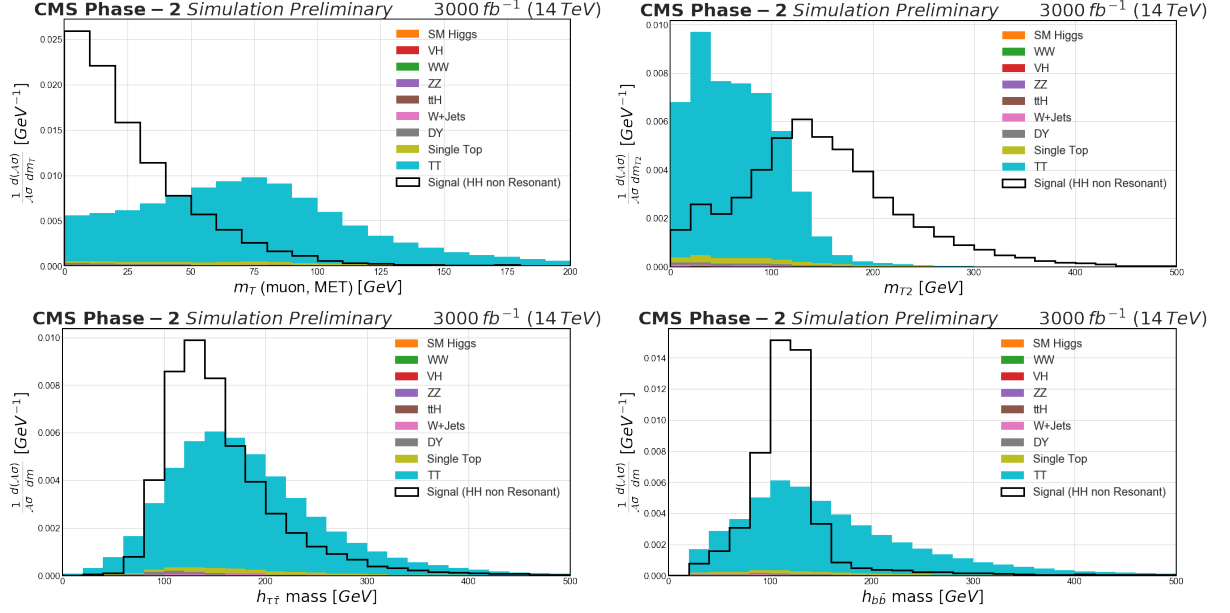 CMS Phase − 2 Simulation Preliminary 3000 fb⁻¹ (14 TeV)
1/𝒜σ d(𝒜σ)/dm_T [GeV⁻¹]
0.025
0.020
0.015
0.010
0.005
0.000
SM Higgs
VH
WW
ZZ
ttH
W+Jets
DY
Single Top
TT
Signal (HH non Resonant)
0 25 50 75 100 125 150 175 200
m_T (muon, MET) [GeV]
CMS Phase − 2 Simulation Preliminary 3000 fb⁻¹ (14 TeV)
1/𝒜σ d(𝒜σ)/dm_T2 [GeV⁻¹]
0.010
0.008
0.006
0.004
0.002
0.000
SM Higgs
WW
VH
ZZ
ttH
W+Jets
DY
Single Top
TT
Signal (HH non Resonant)
0 100 200 300 400 500
m_T2 [GeV]
CMS Phase − 2 Simulation Preliminary 3000 fb⁻¹ (14 TeV)
1/𝒜σ d(𝒜σ)/dm [GeV⁻¹]
0.010
0.008
0.006
0.004
0.002
0.000
SM Higgs
WW
VH
ZZ
ttH
W+Jets
DY
Single Top
TT
Signal (HH non Resonant)
0 100 200 300 400 500
h_ττ̄ mass [GeV]
CMS Phase − 2 Simulation Preliminary 3000 fb⁻¹ (14 TeV)
1/𝒜σ d(𝒜σ)/dm [GeV⁻¹]
0.014
0.012
0.010
0.008
0.006
0.004
0.002
0.000
SM Higgs
WW
VH
ZZ
ttH
W+Jets
DY
Single Top
TT
Signal (HH non Resonant)
0 100 200 300 400 500
h_bb̄ mass [GeV]